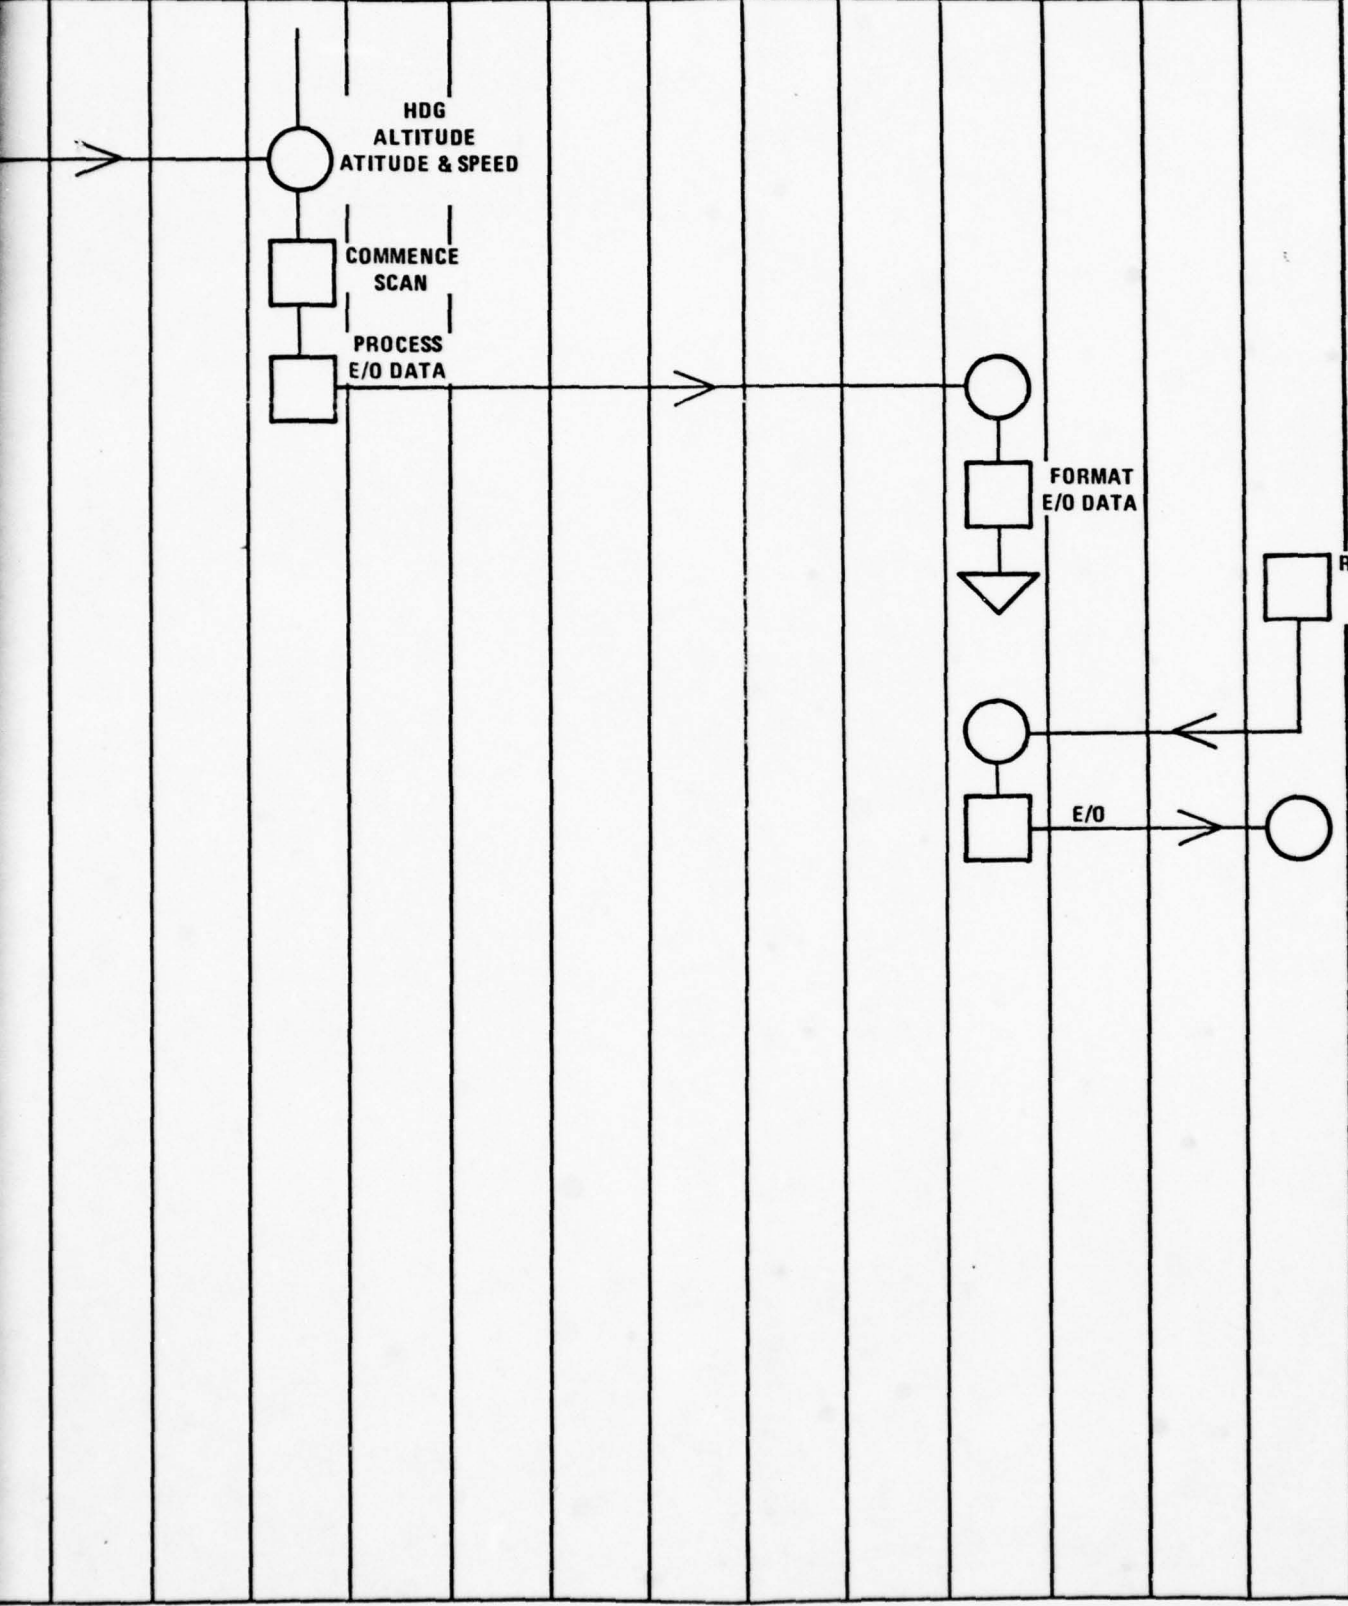 HDG
ALTITUDE
ATITUDE & SPEED
COMMENCE
SCAN
PROCESS
E/O DATA
FORMAT
E/O DATA
E/O